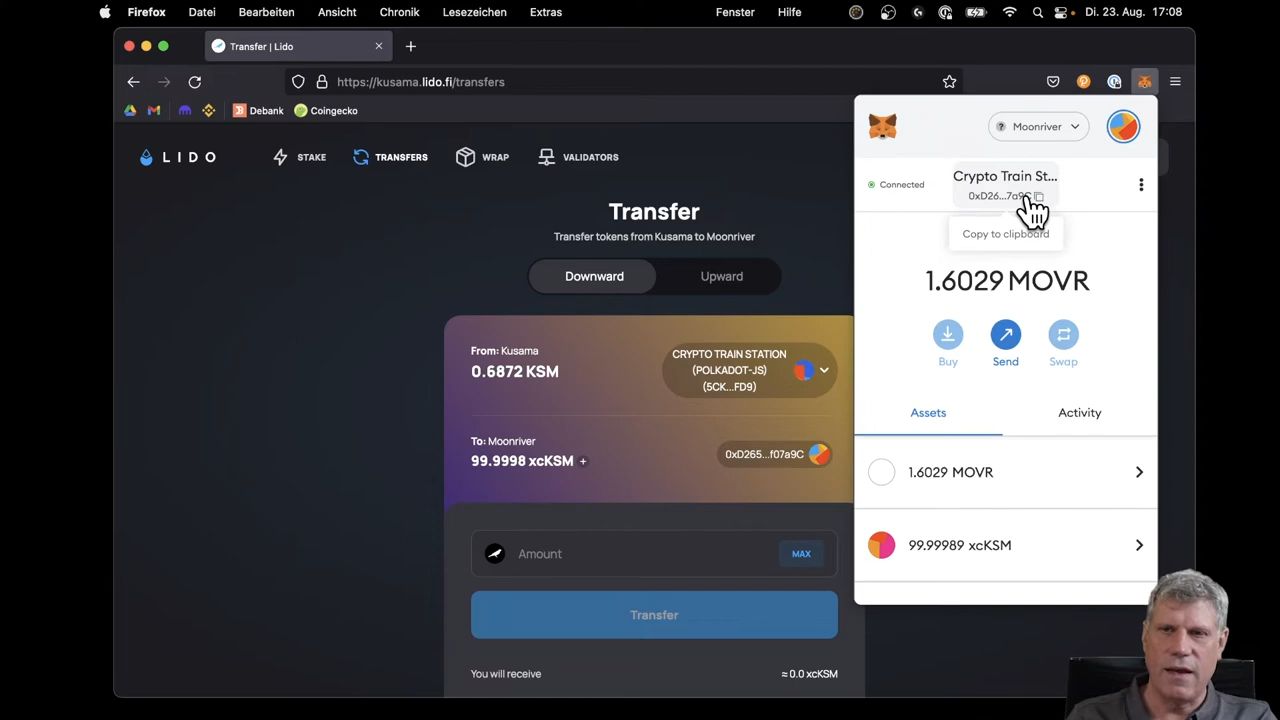 Firefox Datei Bearbeiten Ansicht Chronik Lesezeichen Extras Fenster Hilfe Di. 23. Aug. 17:08
Transfer | Lido
https://kusama.lido.fi/transfers
Debank Coingecko
LIDO STAKE TRANSFERS WRAP VALIDATORS
Transfer
Transfer tokens from Kusama to Moonriver
Downward Upward
From: Kusama
0.6872 KSM
CRYPTO TRAIN STATION
(POLKADOT-JS)
(5CK...FD9)
To: Moonriver
99.9998 xcKSM +
0xD265...f07a9C
Amount MAX
Transfer
You will receive ≈ 0.0 xcKSM
Moonriver
Connected
Crypto Train St...
0xD26...7a9C
Copy to clipboard
1.6029 MOVR
Buy Send Swap
Assets Activity
1.6029 MOVR
99.99989 xcKSM